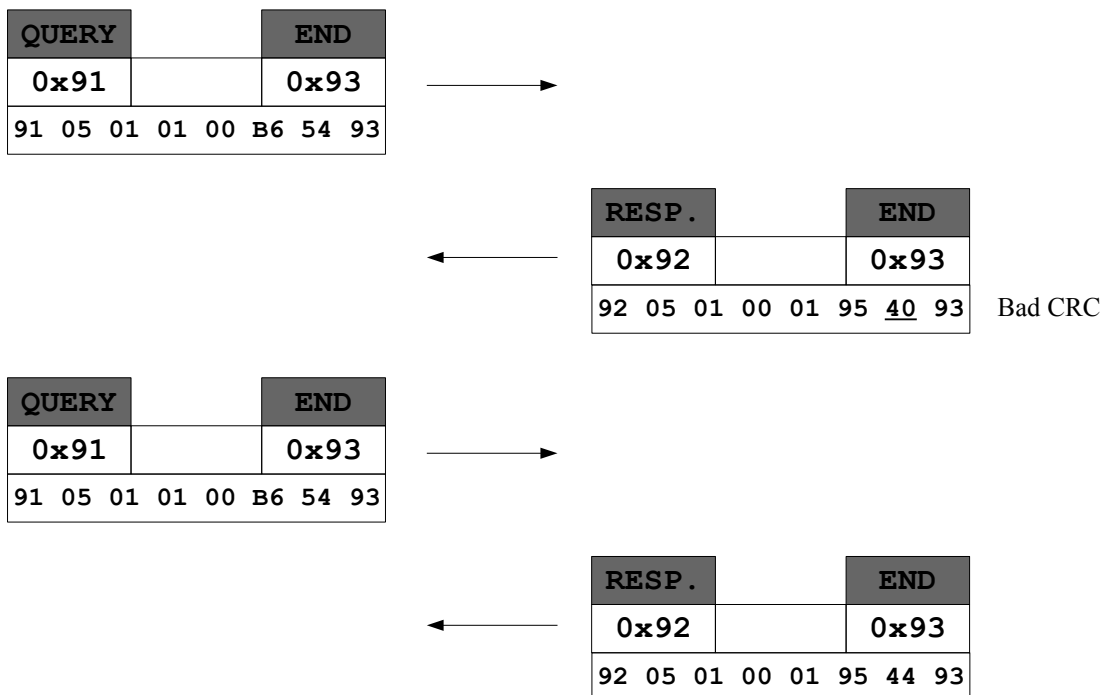 QUERY END
0x91 0x93
91 05 01 01 00 B6 54 93
RESP. END
0x92 0x93
92 05 01 00 01 95 40 93 Bad CRC
QUERY END
0x91 0x93
91 05 01 01 00 B6 54 93
RESP. END
0x92 0x93
92 05 01 00 01 95 44 93